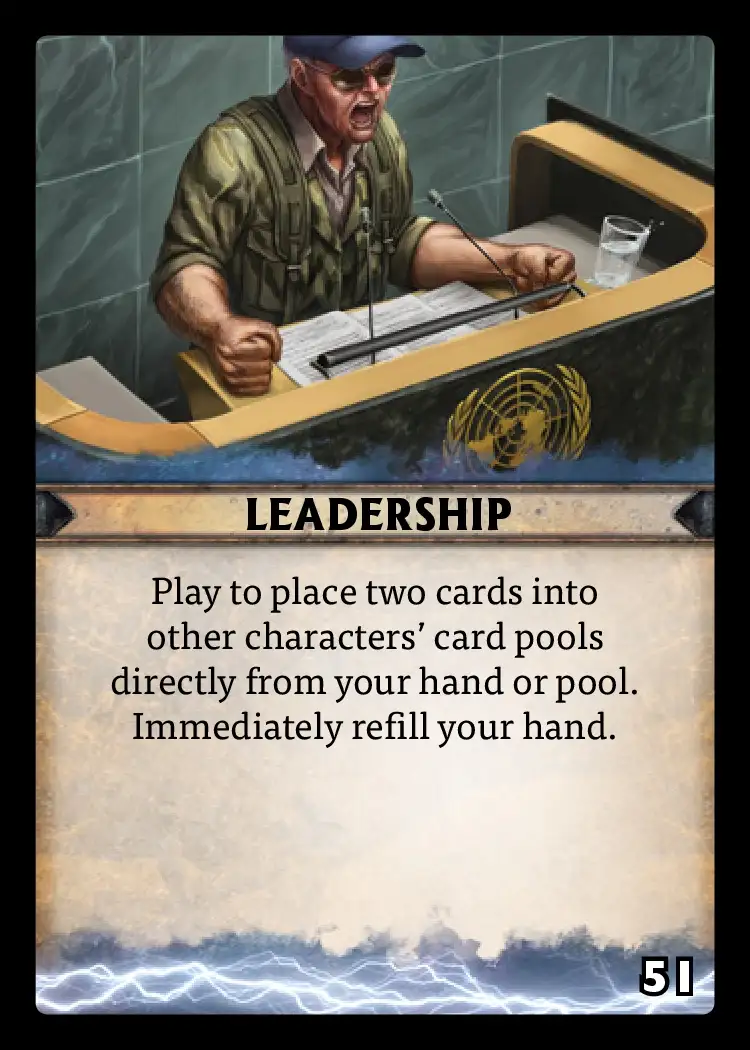 LEADERSHIP
Play to place two cards into
other characters’ card pools
directly from your hand or pool.
Immediately refill your hand.
51